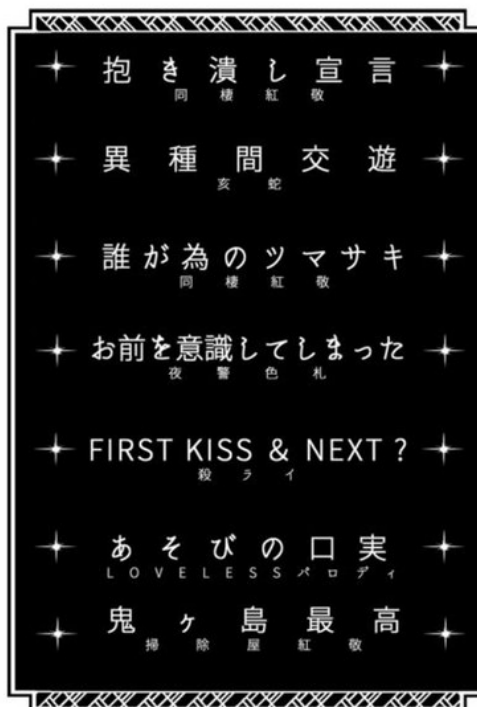 抱き潰し宣言
同棲紅敬
異種間交遊
亥蛇
誰が為のツマサキ
同棲紅敬
お前を意識してしまった
夜警色札
FIRST KISS & NEXT ?
殺ライ
あそびの口実
LOVELESSパロディ
鬼ヶ島最高
掃除屋紅敬